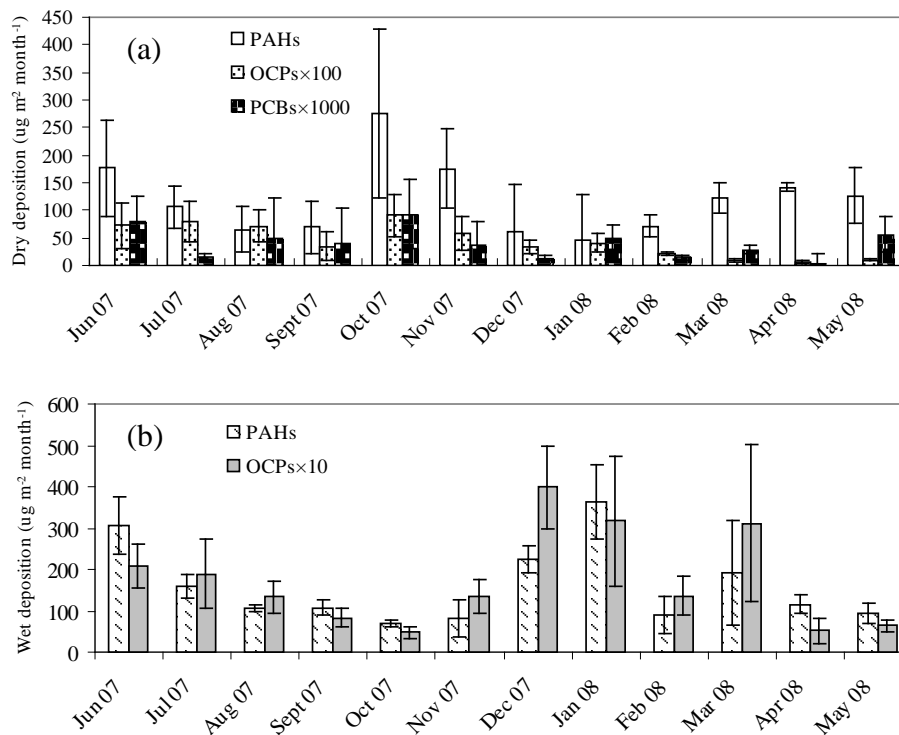 (a)
Dry deposition (ug m⁻² month⁻¹)
450
400
350
300
250
200
150
100
50
0
PAHs
OCPs×100
PCBs×1000
Jun 07
Jul 07
Aug 07
Sept 07
Oct 07
Nov 07
Dec 07
Jan 08
Feb 08
Mar 08
Apr 08
May 08
(b)
Wet deposition (ug m⁻² month⁻¹)
600
500
400
300
200
100
0
PAHs
OCPs×10
Jun 07
Jul 07
Aug 07
Sept 07
Oct 07
Nov 07
Dec 07
Jan 08
Feb 08
Mar 08
Apr 08
May 08